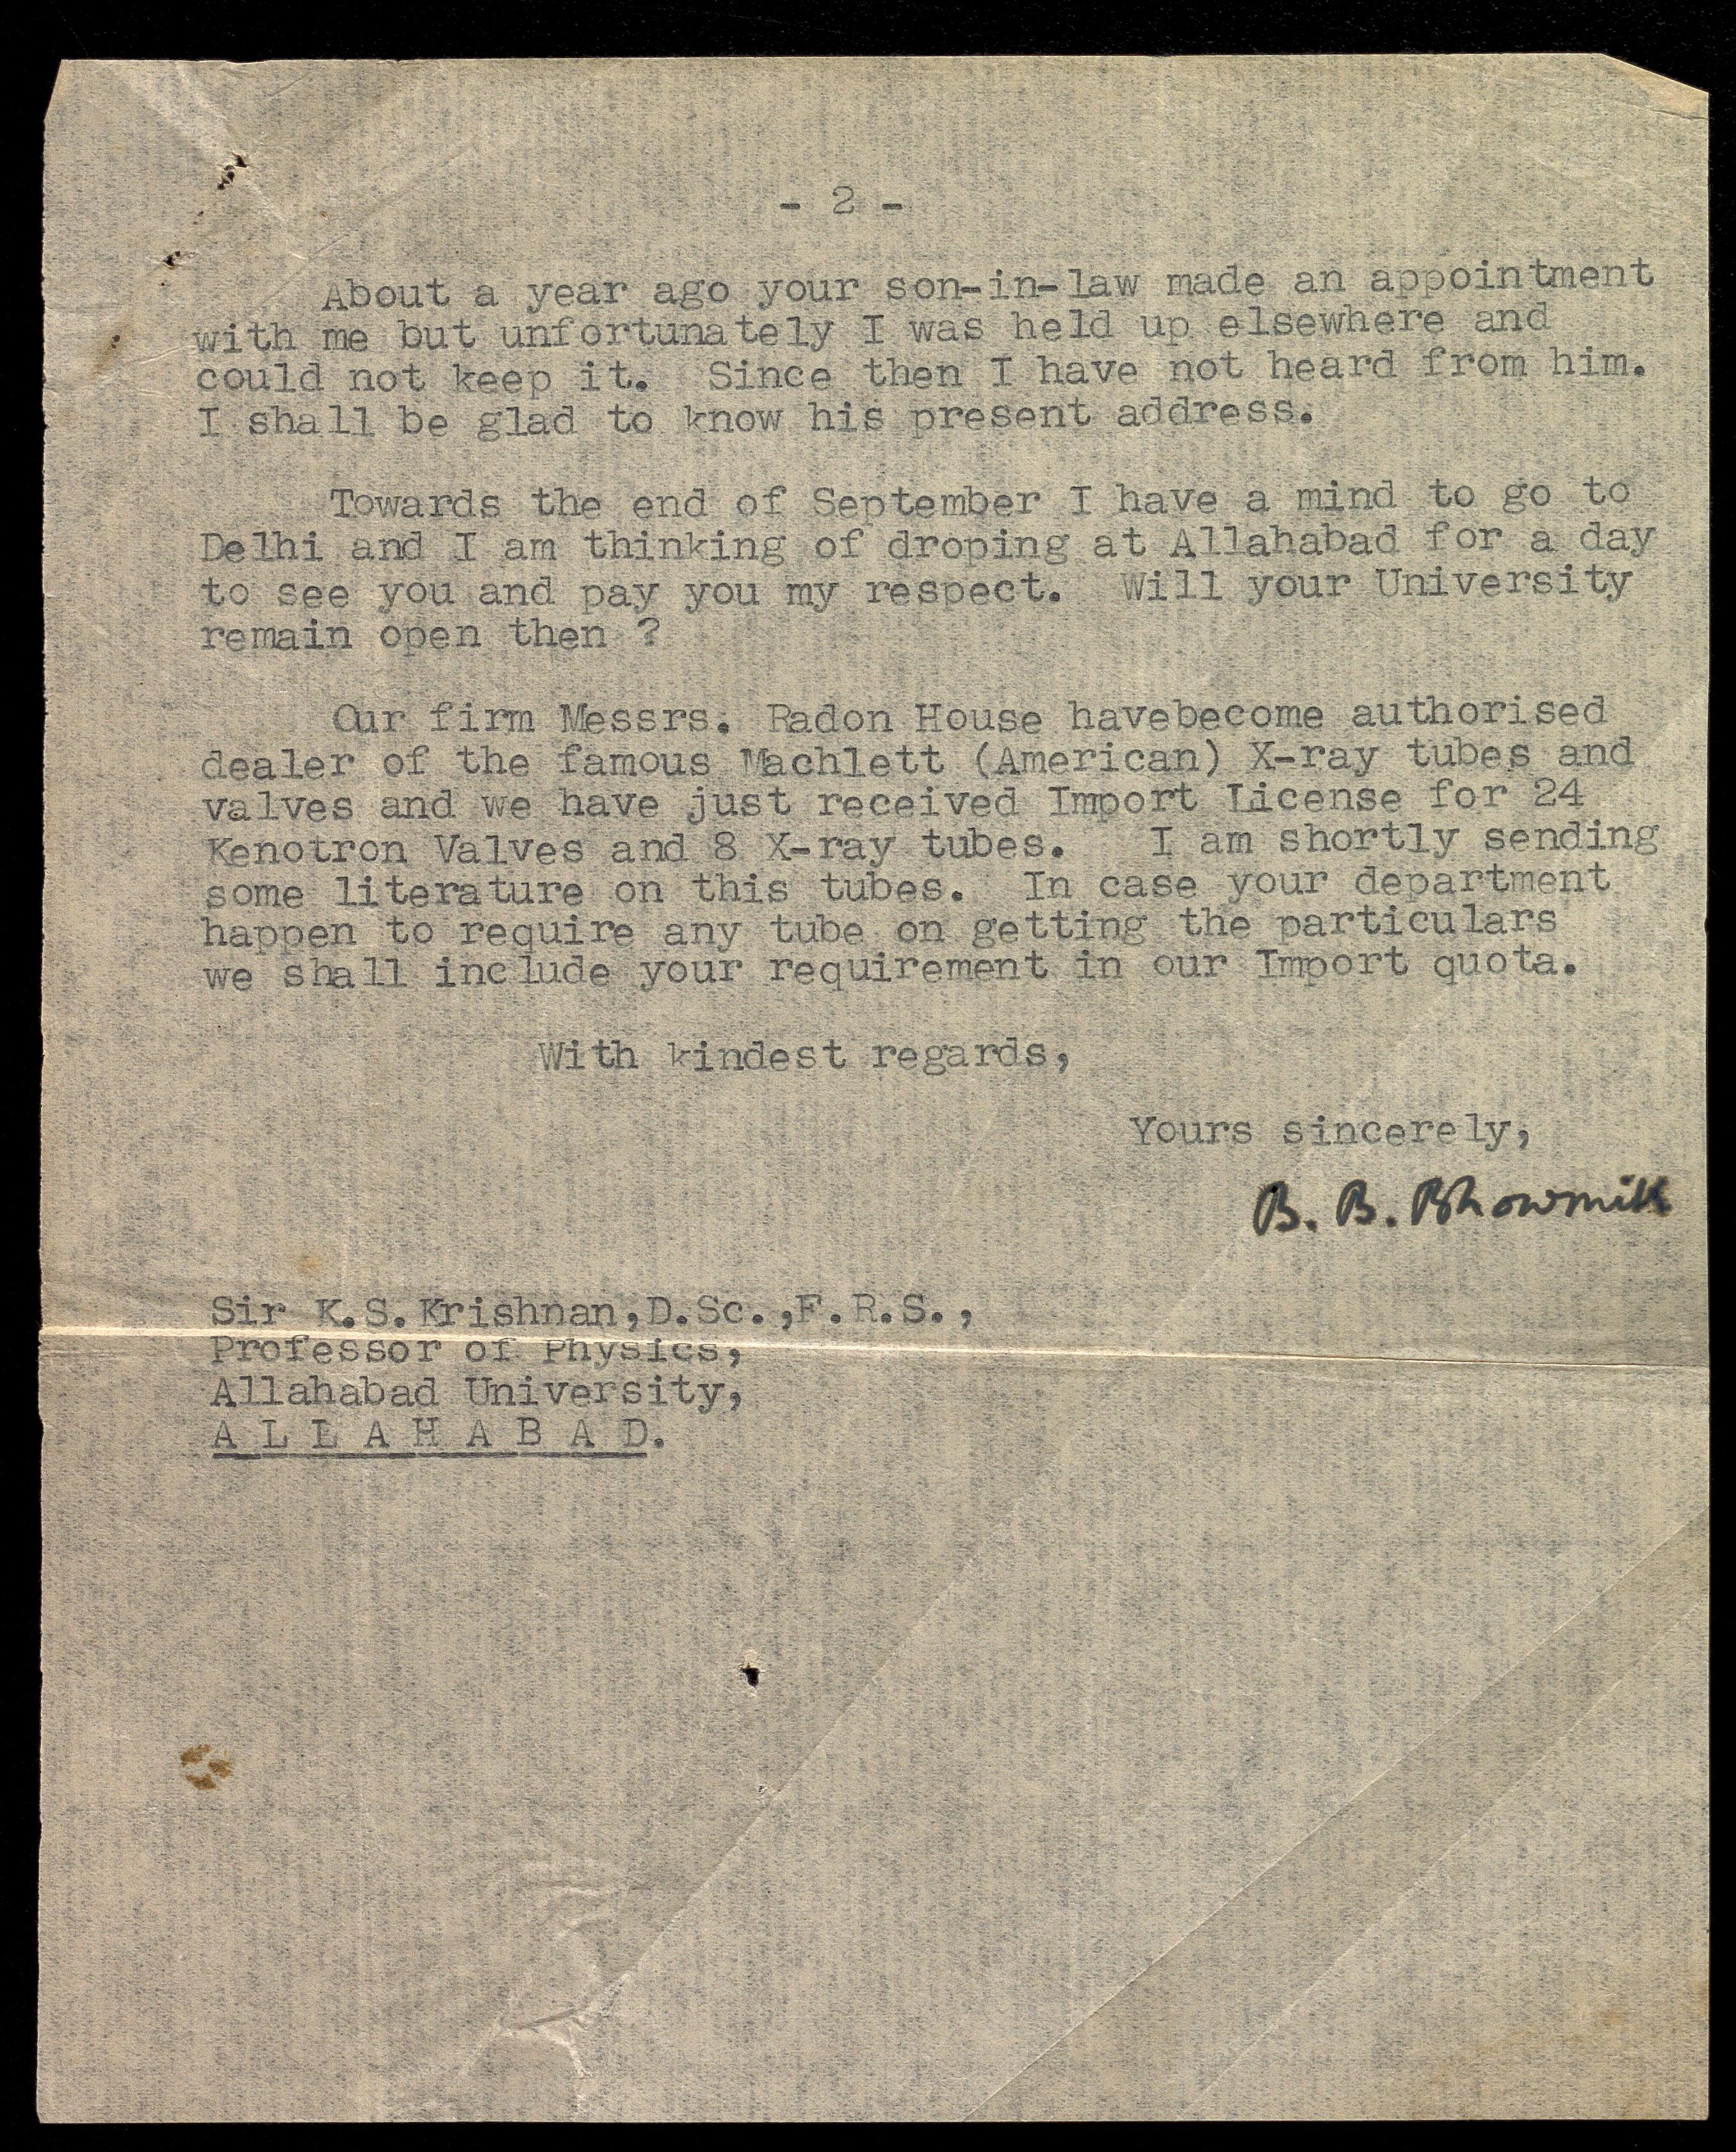 - 2 -
About a year ago your son-in-law made an appointment
with me but unfortunately I was held up elsewhere and
could not keep it. Since then I have not heard from him.
I shall be glad to know his present address.
Towards the end of September I have a mind to go to
Delhi and I am thinking of droping at Allahabad for a day
to see you and pay you my respect. Will your University
remain open then ?
Our firm Messrs. Radon House havebecome authorised
dealer of the famous Machlett (American) X-ray tubes and
valves and we have just received Import License for 24
Kenotron Valves and 8 X-ray tubes. I am shortly sending
some literature on this tubes. In case your department
happen to require any tube on getting the particulars
we shall include your requirement in our Import quota.
With kindest regards,
Yours sincerely,
B. B. Bhowmik
Sir K.S.Krishnan,D.Sc.,F.R.S.,
Professor of Physics,
Allahabad University,
A L L A H A B A D.